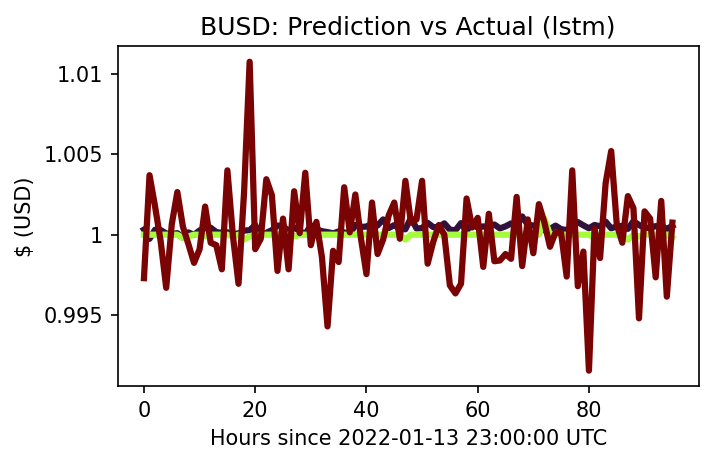 BUSD: Prediction vs Actual (lstm)
1.01
1.005
1
0.995
$ (USD)
0 20 40 60 80
Hours since 2022-01-13 23:00:00 UTC